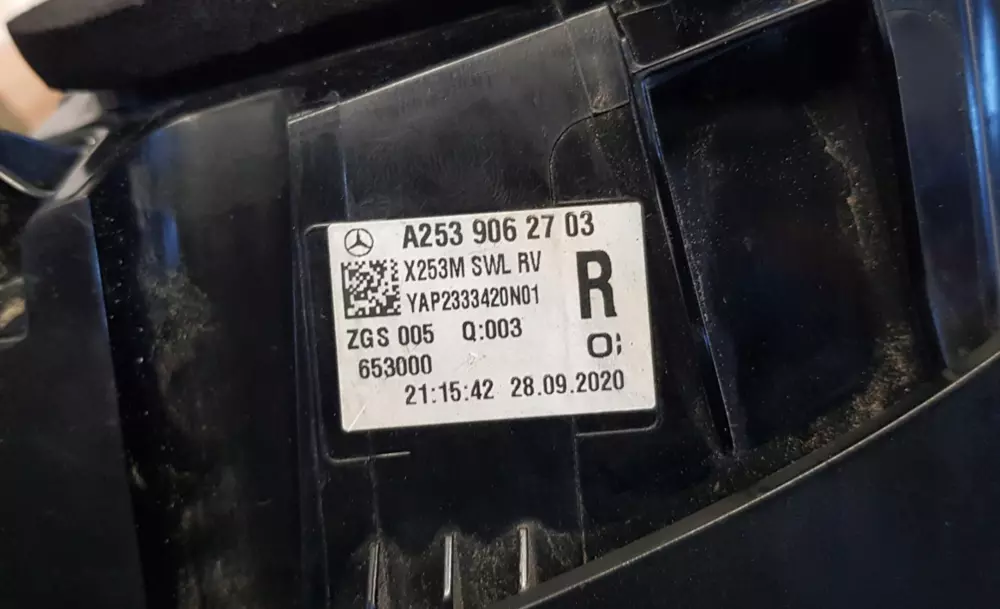 A253 906 27 03
X253M SWL RV
YAP2333420N01
R
ZGS 005 Q:003
O;
653000
21:15:42 28.09.2020